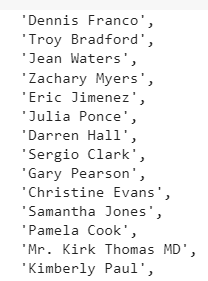 'Dennis Franco',
'Troy Bradford',
'Jean Waters',
'Zachary Myers',
'Eric Jimenez',
'Julia Ponce',
'Darren Hall',
'Sergio Clark',
'Gary Pearson',
'Christine Evans',
'Samantha Jones',
'Pamela Cook',
'Mr. Kirk Thomas MD',
'Kimberly Paul',